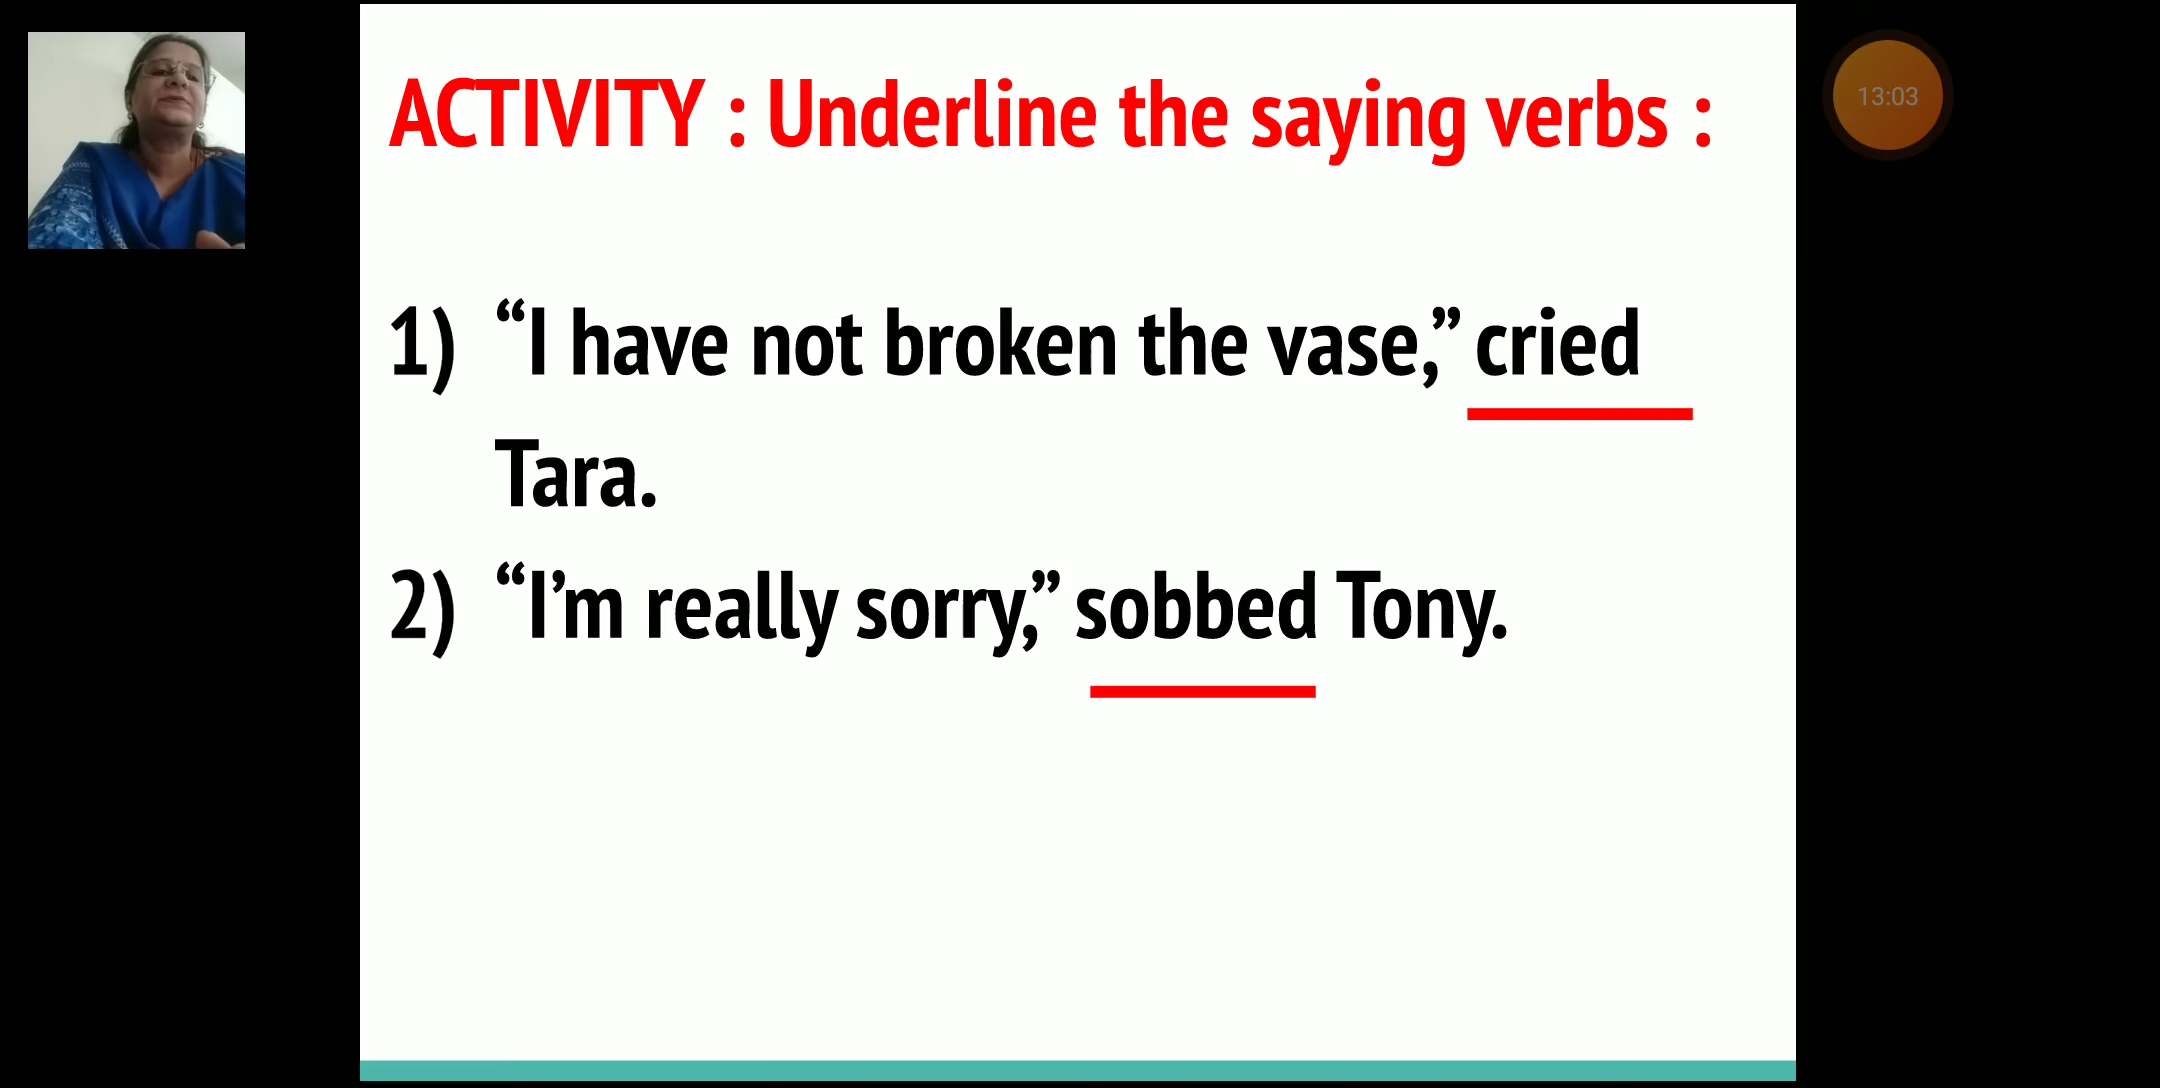 ACTIVITY : Underline the saying verbs :
13:03
1) “I have not broken the vase,” cried
Tara.
2) “I’m really sorry,” sobbed Tony.